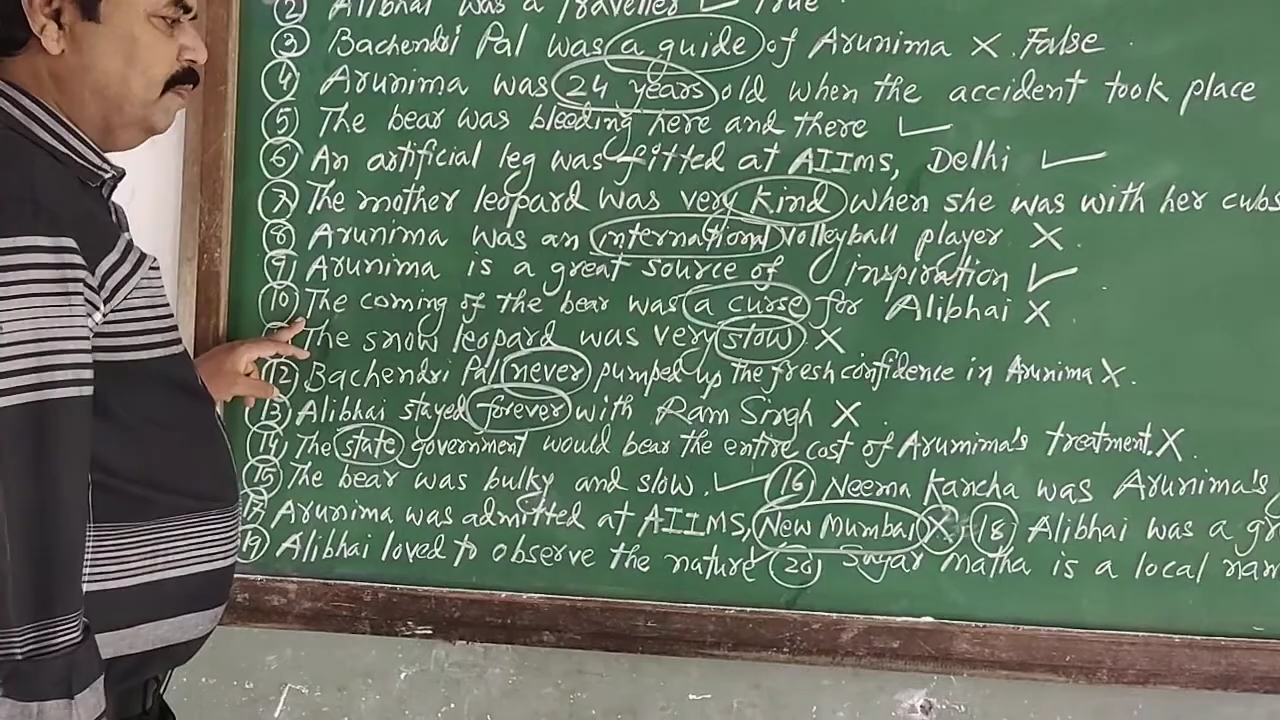 ② Alibhai was a Traveller ✓ True
③ Bachendri Pal was a guide of Arunima X False
④ Arunima was 24 years old when the accident took place
⑤ The bear was bleeding here and there ✓
⑥ An artificial leg was fitted at AIIMS, Delhi ✓
⑦ The mother leopard was very kind when she was with her cubs
⑧ Arunima was an international volleyball player X
⑨ Arunima is a great source of inspiration ✓
⑩ The coming of the bear was a curse for Alibhai X
The snow leopard was very slow X
⑫ Bachendri Pal never pumped up the fresh confidence in Arunima X.
⑬ Alibhai stayed forever with Ram Singh X
⑭ The state government would bear the entire cost of Arunima's treatment. X.
⑮ The bear was bulky and slow. ✓ ⑯ Neema Kancha was Arunima's
⑰ Arunima was admitted at AIIMS, New Mumbai X ⑱ Alibhai was a
⑲ Alibhai loved to observe the nature ✓ ⑳ Sagar Matha is a local